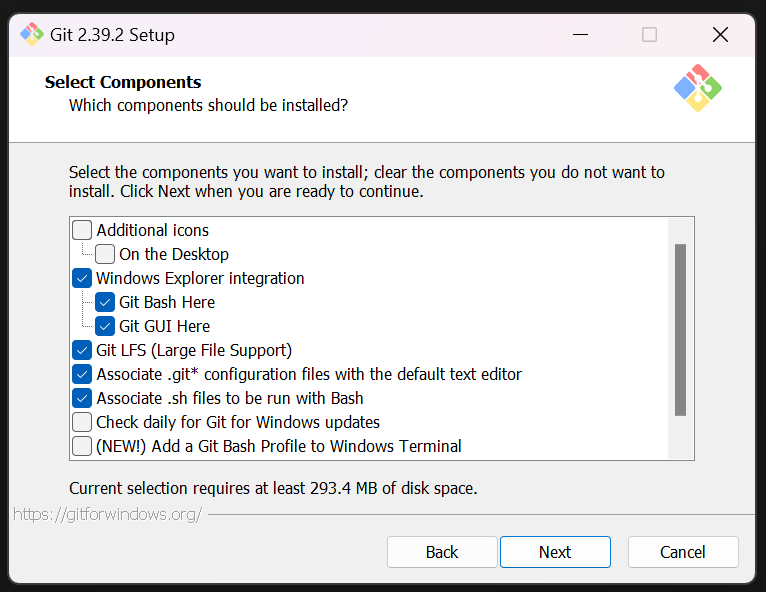 Git 2.39.2 Setup
Select Components
Which components should be installed?
Select the components you want to install; clear the components you do not want to
install. Click Next when you are ready to continue.
Additional icons
On the Desktop
Windows Explorer integration
Git Bash Here
Git GUI Here
Git LFS (Large File Support)
Associate .git* configuration files with the default text editor
Associate .sh files to be run with Bash
Check daily for Git for Windows updates
(NEW!) Add a Git Bash Profile to Windows Terminal
Current selection requires at least 293.4 MB of disk space.
https://gitforwindows.org/
Back Next Cancel